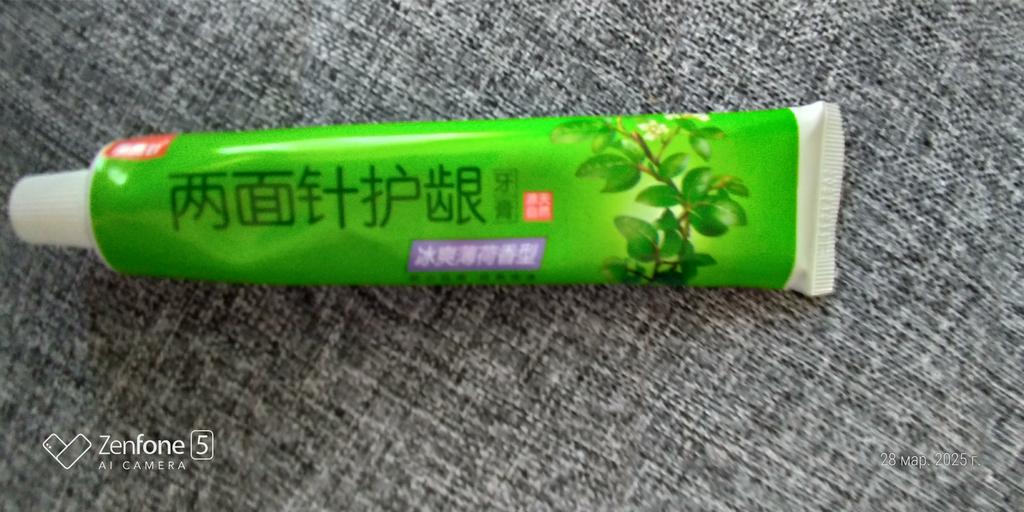 两面针护龈
牙膏
冰爽薄荷香型
Zenfone 5
AI CAMERA
28 мар. 2025 г.